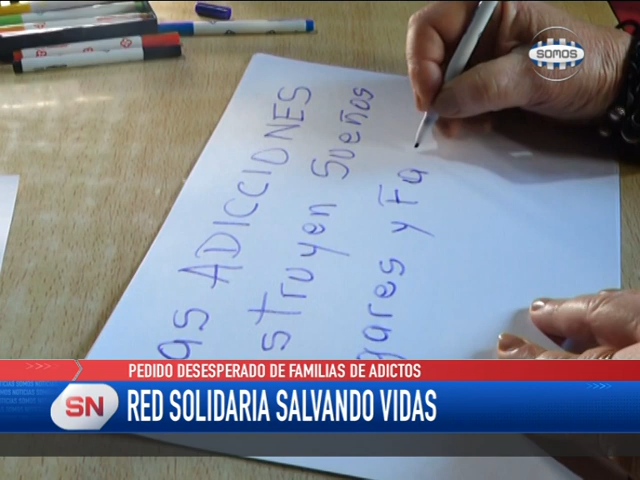 SOMOS
as ADICCIONES
struyen Sueños
gares y Fa
PEDIDO DESESPERADO DE FAMILIAS DE ADICTOS
SN
RED SOLIDARIA SALVANDO VIDAS